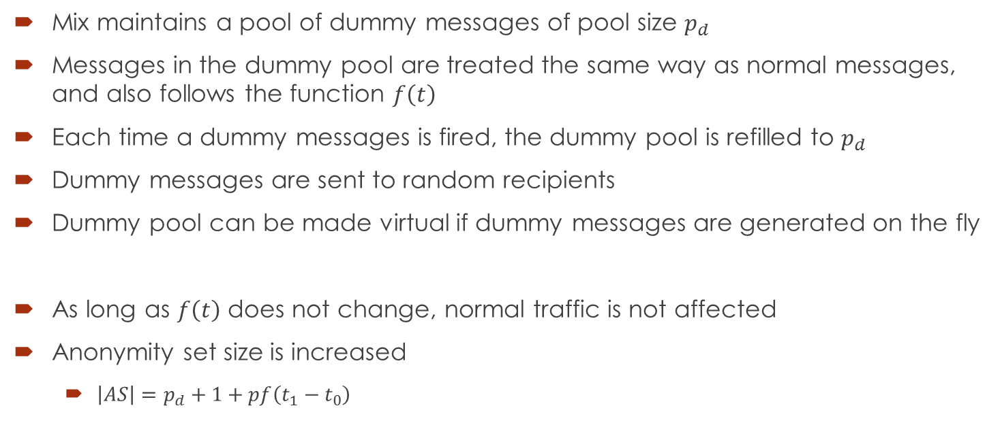 Mix maintains a pool of dummy messages of pool size p_d
Messages in the dummy pool are treated the same way as normal messages,
and also follows the function f(t)
Each time a dummy messages is fired, the dummy pool is refilled to p_d
Dummy messages are sent to random recipients
Dummy pool can be made virtual if dummy messages are generated on the fly
As long as f(t) does not change, normal traffic is not affected
Anonymity set size is increased
|AS| = p_d + 1 + pf(t_1 − t_0)